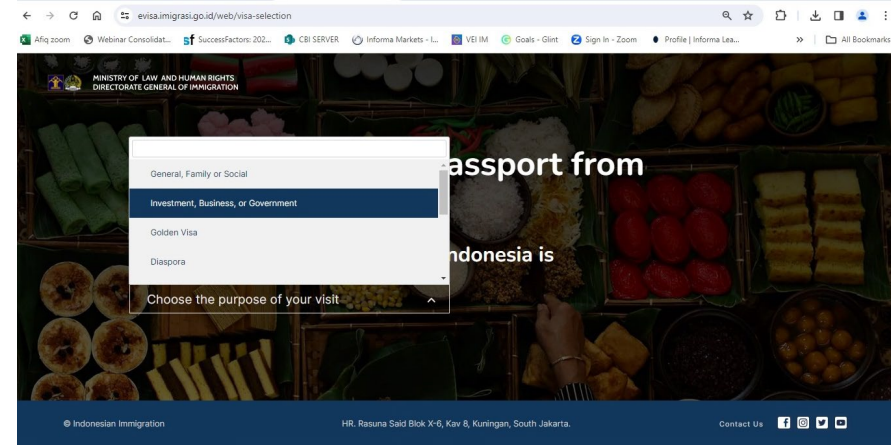 evisa.imigrasi.go.id/web/visa-selection
Afiq zoom
Webinar Consolidat...
SuccessFactors: 202...
CBI SERVER
Informa Markets - I...
VEI IM
Goals - Glint
Sign In - Zoom
Profile | Informa Lea...
All Bookmarks
MINISTRY OF LAW AND HUMAN RIGHTS
DIRECTORATE GENERAL OF IMMIGRATION
assport from
General, Family or Social
Investment, Business, or Government
Golden Visa
Diaspora
ndonesia is
Choose the purpose of your visit
© Indonesian Immigration
HR. Rasuna Said Blok X-6, Kav 8, Kuningan, South Jakarta.
Contact Us